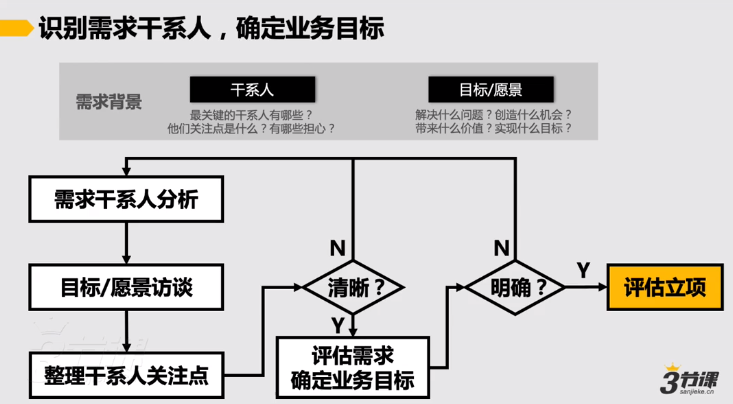 识别需求干系人，确定业务目标
需求背景
干系人
最关键的干系人有哪些？
他们关注点是什么？有哪些担心？
目标/愿景
解决什么问题？创造什么机会？
带来什么价值？实现什么目标？
需求干系人分析
目标/愿景访谈
整理干系人关注点
N
清晰？
Y
评估需求
确定业务目标
N
明确？
Y
评估立项
3节课
3节课
sanjieke.cn